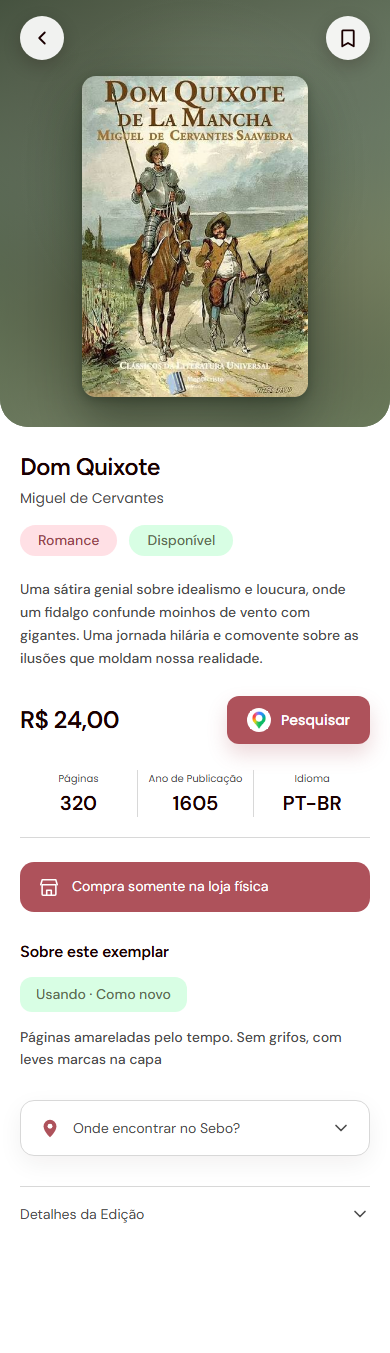 DOM QUIXOTE
DE LA MANCHA
MIGUEL DE CERVANTES SAAVEDRA
CLÁSSICOS DA LITERATURA UNIVERSAL
Dom Quixote
Miguel de Cervantes
Romance
Disponível
Uma sátira genial sobre idealismo e loucura, onde
um fidalgo confunde moinhos de vento com
gigantes. Uma jornada hilária e comovente sobre as
ilusões que moldam nossa realidade.
R$ 24,00
Pesquisar
Páginas
320
Ano de Publicação
1605
Idioma
PT-BR
Compra somente na loja física
Sobre este exemplar
Usando · Como novo
Páginas amareladas pelo tempo. Sem grifos, com
leves marcas na capa
Onde encontrar no Sebo?
Detalhes da Edição